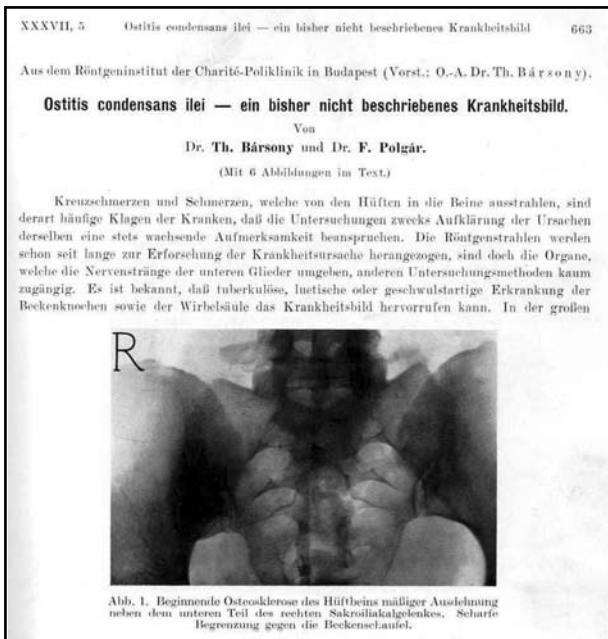 XXXVII, 5 Ostitis condensans ilei — ein bisher nicht beschriebenes Krankheitsbild 663
Aus dem Röntgeninstitut der Charité-Poliklinik in Budapest (Vorst.: O.-A. Dr. Th. Bársony).
Ostitis condensans ilei — ein bisher nicht beschriebenes Krankheitsbild.
Von
Dr. Th. Bársony und Dr. F. Polgár.
(Mit 6 Abbildungen im Text.)
Kreuzschmerzen und Schmerzen, welche von den Hüften in die Beine ausstrahlen, sind
derart häufige Klagen der Kranken, daß die Untersuchungen zwecks Aufklärung der Ursachen
derselben eine stets wachsende Aufmerksamkeit beanspruchen. Die Röntgenstrahlen werden
schon seit lange zur Erforschung der Krankheitsursache herangezogen, sind doch die Organe,
welche die Nervenstränge der unteren Glieder umgeben, anderen Untersuchungsmethoden kaum
zugängig. Es ist bekannt, daß tuberkulöse, luetische oder geschwulstartige Erkrankung der
Beckenknochen sowie der Wirbelsäule das Krankheitsbild hervorrufen kann. In der großen
R
Abb. 1. Beginnende Osteosklerose des Hüftbeins mäßiger Ausdehnung
neben dem unteren Teil des rechten Sakroiliakalgelenkes. Scharfe
Begrenzung gegen die Beckenschaufel.